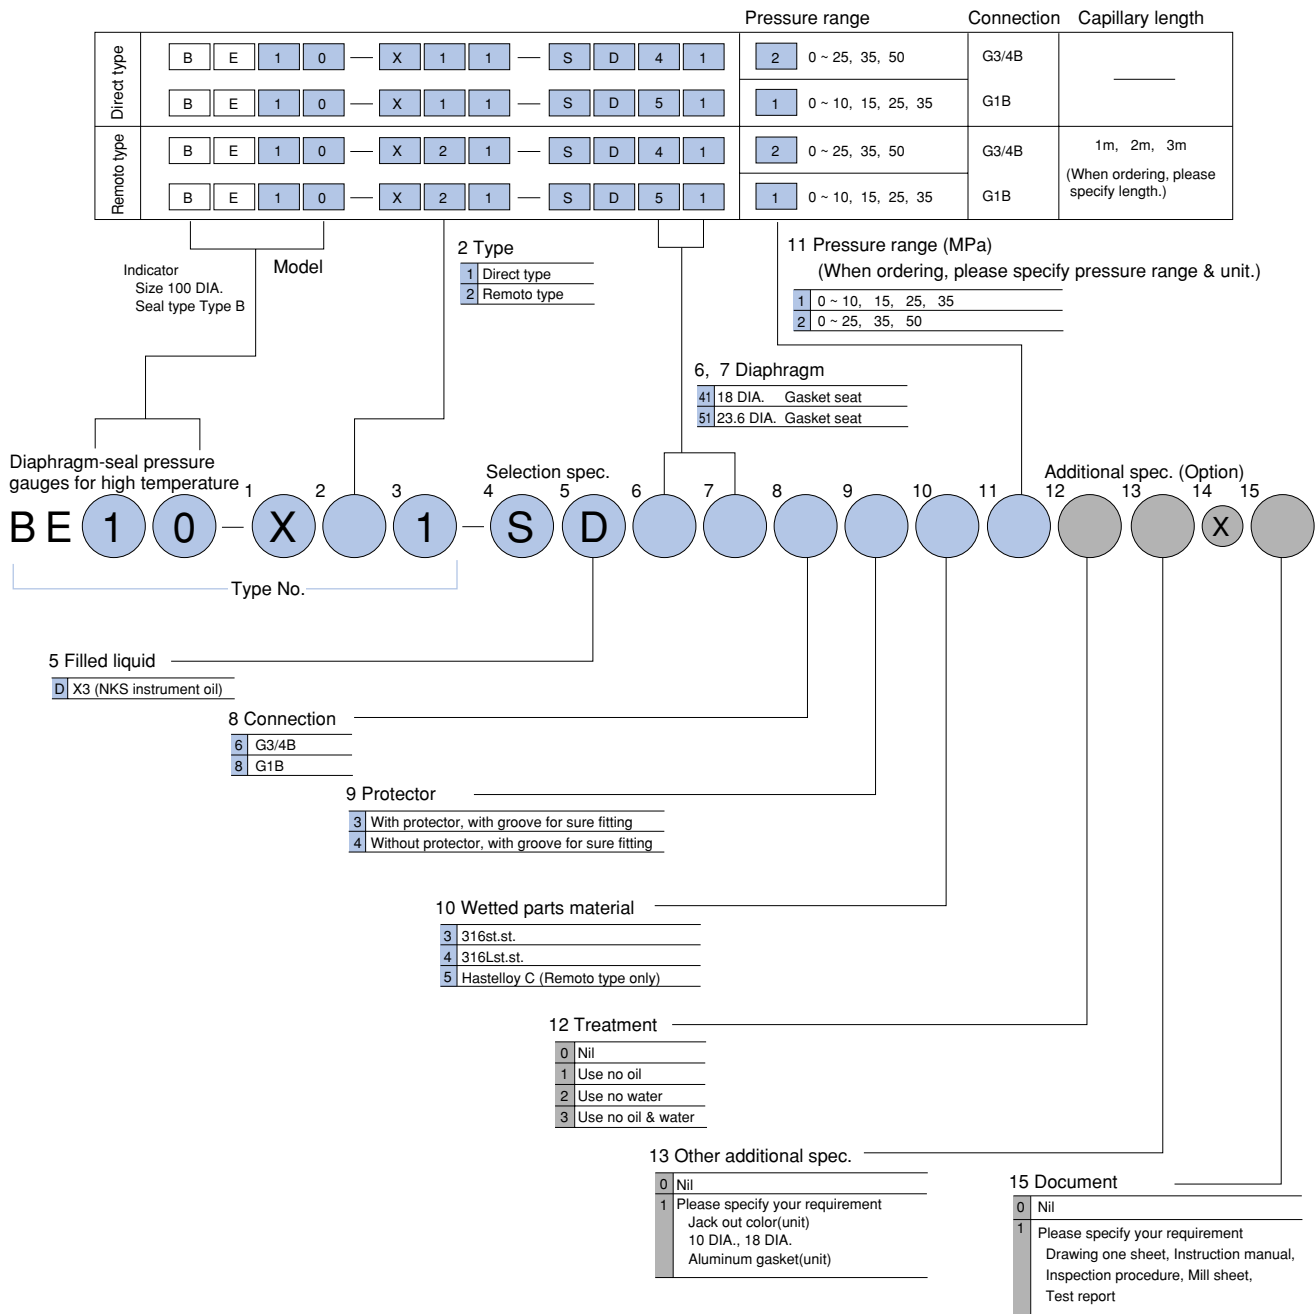 Pressure range Connection Capillary length
Direct type
B E 1 0 — X 1 1 — S D 4 1 2 0 ~ 25, 35, 50 G3/4B ———
B E 1 0 — X 1 1 — S D 5 1 1 0 ~ 10, 15, 25, 35 G1B
Remoto type
B E 1 0 — X 2 1 — S D 4 1 2 0 ~ 25, 35, 50 G3/4B 1m, 2m, 3m
(When ordering, please
specify length.)
B E 1 0 — X 2 1 — S D 5 1 1 0 ~ 10, 15, 25, 35 G1B
Model
Indicator
Size 100 DIA.
Seal type Type B
2 Type
1 Direct type
2 Remoto type
11 Pressure range (MPa)
(When ordering, please specify pressure range & unit.)
1 0 ~ 10, 15, 25, 35
2 0 ~ 25, 35, 50
6, 7 Diaphragm
41 18 DIA. Gasket seat
51 23.6 DIA. Gasket seat
Diaphragm-seal pressure
gauges for high temperature
Selection spec.
Additional spec. (Option)
1 2 3 4 5 6 7 8 9 10 11 12 13 14 15
B E 1 0 — X 1 — S D X
Type No.
5 Filled liquid
D X3 (NKS instrument oil)
8 Connection
6 G3/4B
8 G1B
9 Protector
3 With protector, with groove for sure fitting
4 Without protector, with groove for sure fitting
10 Wetted parts material
3 316st.st.
4 316Lst.st.
5 Hastelloy C (Remoto type only)
12 Treatment
0 Nil
1 Use no oil
2 Use no water
3 Use no oil & water
13 Other additional spec.
0 Nil
1 Please specify your requirement
Jack out color(unit)
10 DIA., 18 DIA.
Aluminum gasket(unit)
15 Document
0 Nil
1 Please specify your requirement
Drawing one sheet, Instruction manual,
Inspection procedure, Mill sheet,
Test report